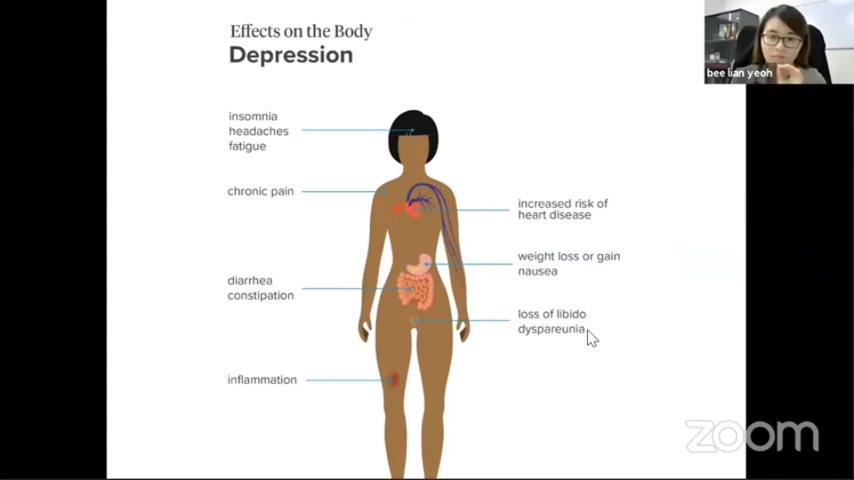 Effects on the Body
Depression
bee lian yeoh
insomnia
headaches
fatigue
chronic pain
increased risk of
heart disease
weight loss or gain
nausea
diarrhea
constipation
loss of libido
dyspareunia
inflammation
zoom